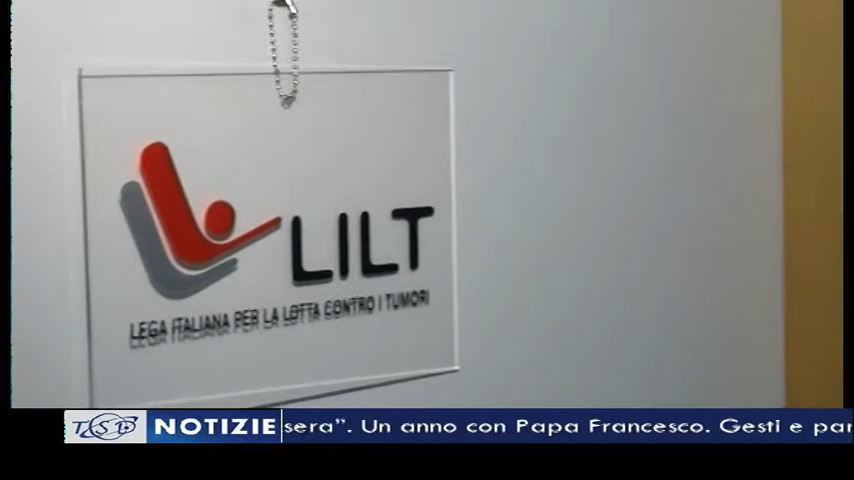 LILT
LEGA ITALIANA PER LA LOTTA CONTRO I TUMORI
NOTIZIE sera”. Un anno con Papa Francesco. Gesti e par